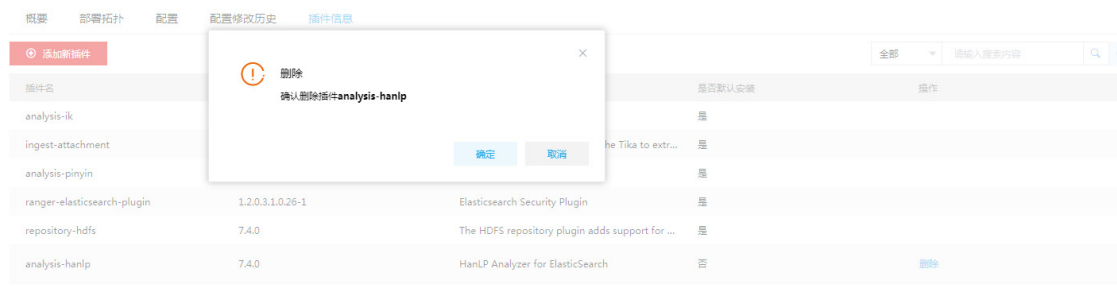 概要 部署拓扑 配置 配置修改历史 插件信息
添加新插件 全部 请输入搜索内容
删除
确认删除插件analysis-hanlp
确定 取消
插件名 是否默认安装 操作
analysis-ik 是
ingest-attachment he Tika to extr... 是
analysis-pinyin 是
ranger-elasticsearch-plugin 1.2.0.3.1.0.26-1 Elasticsearch Security Plugin 是
repository-hdfs 7.4.0 The HDFS repository plugin adds support for ... 是
analysis-hanlp 7.4.0 HanLP Analyzer for ElasticSearch 否 删除